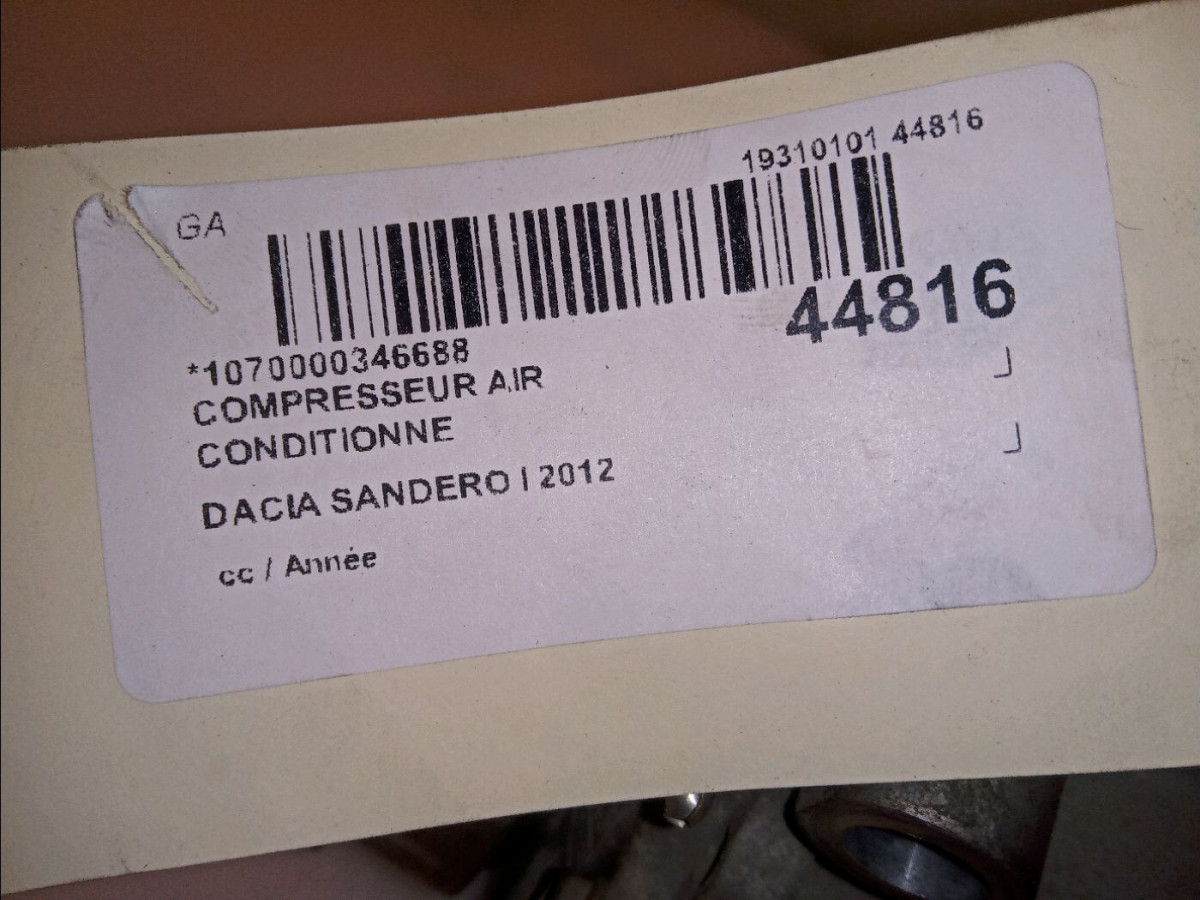 19310101 44816
GA
44816
*1070000346688
COMPRESSEUR AIR
CONDITIONNE
DACIA SANDERO I 2012
cc / Année